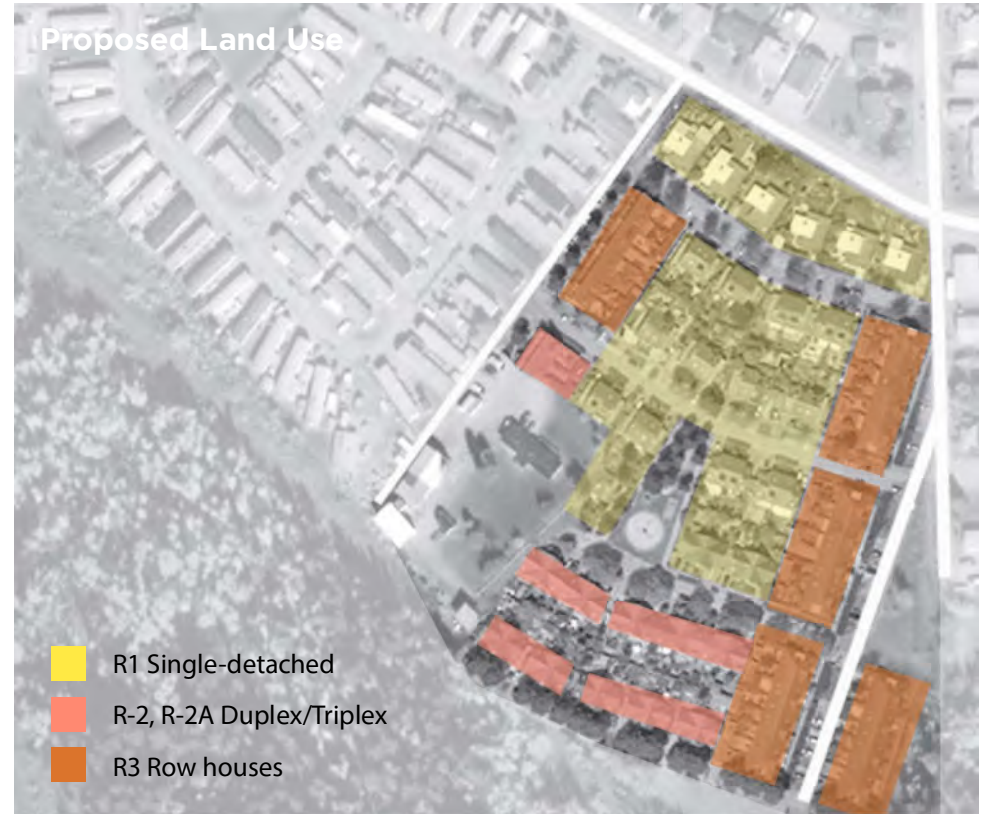 Proposed Land Use
R1 Single-detached
R-2, R-2A Duplex/Triplex
R3 Row houses